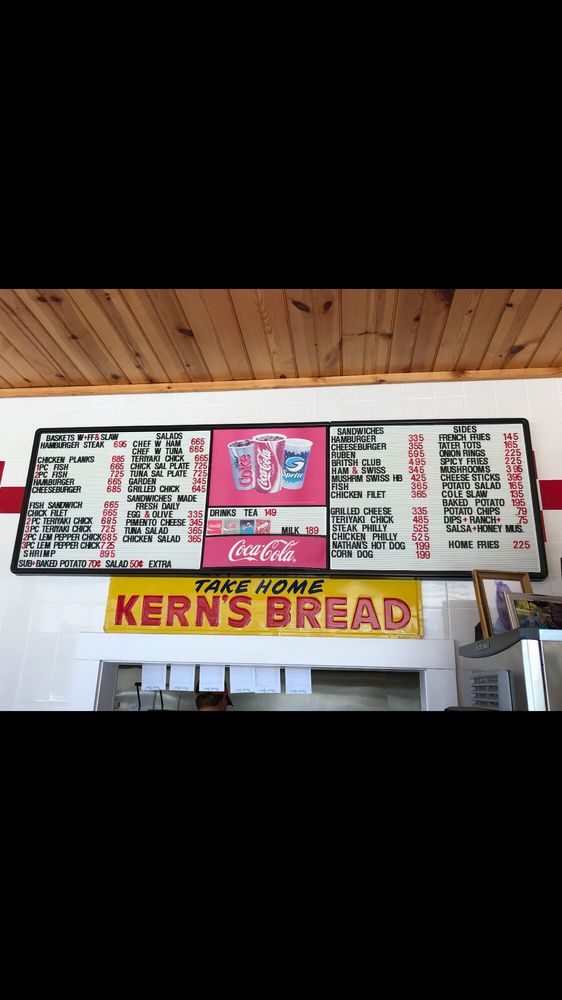 BASKETS W+FF&SLAW
HAMBURGER STEAK 695
CHICKEN PLANKS 685
1PC FISH 665
2PC FISH 725
HAMBURGER 665
CHEESEBURGER 685
FISH SANDWICH 665
CHICK FILET 665
2 PC TERIYAKI CHICK 685
3 PC TERIYAKI CHICK 725
2PC LEM PEPPER CHICK 685
3PC LEM PEPPER CHICK 725
SHRIMP 895
SUB+BAKED POTATO 70¢ SALAD 50¢ EXTRA
SALADS
CHEF W HAM 665
CHEF W TUNA 665
TERIYAKI CHICK 665
CHICK SAL PLATE 725
TUNA SAL PLATE 725
GARDEN 345
GRILLED CHICK 645
SANDWICHES MADE
FRESH DAILY
EGG & OLIVE 335
PIMENTO CHEESE 345
TUNA SALAD 365
CHICKEN SALAD 365
Diet
Coke
Coca-Cola
Sprite
DRINKS TEA 149
MILK 189
Coca-Cola
SANDWICHES
HAMBURGER 335
CHEESEBURGER 355
RUBEN 595
BRITSH CLUB 495
HAM & SWISS 345
MUSHRM SWISS HB 425
FISH 365
CHICKEN FILET 365
GRILLED CHEESE 335
TERIYAKI CHICK 485
STEAK PHILLY 525
CHICKEN PHILLY 525
NATHAN'S HOT DOG 199
CORN DOG 199
SIDES
FRENCH FRIES 145
TATER TOTS 165
ONION RINGS 225
SPICY FRIES 225
MUSHROOMS 395
CHEESE STICKS 395
POTATO SALAD 165
COLE SLAW 135
BAKED POTATO 195
POTATO CHIPS .79
DIPS+RANCH+ .75
SALSA+HONEY MUS.
HOME FRIES 225
TAKE HOME
KERN'S BREAD